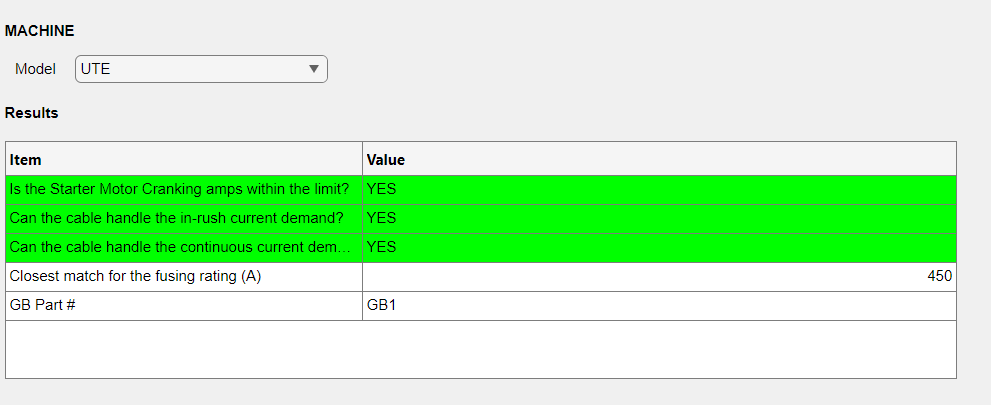 MACHINE
Model UTE
Results
Item Value
Is the Starter Motor Cranking amps within the limit? YES
Can the cable handle the in-rush current demand? YES
Can the cable handle the continuous current dem... YES
Closest match for the fusing rating (A) 450
GB Part # GB1